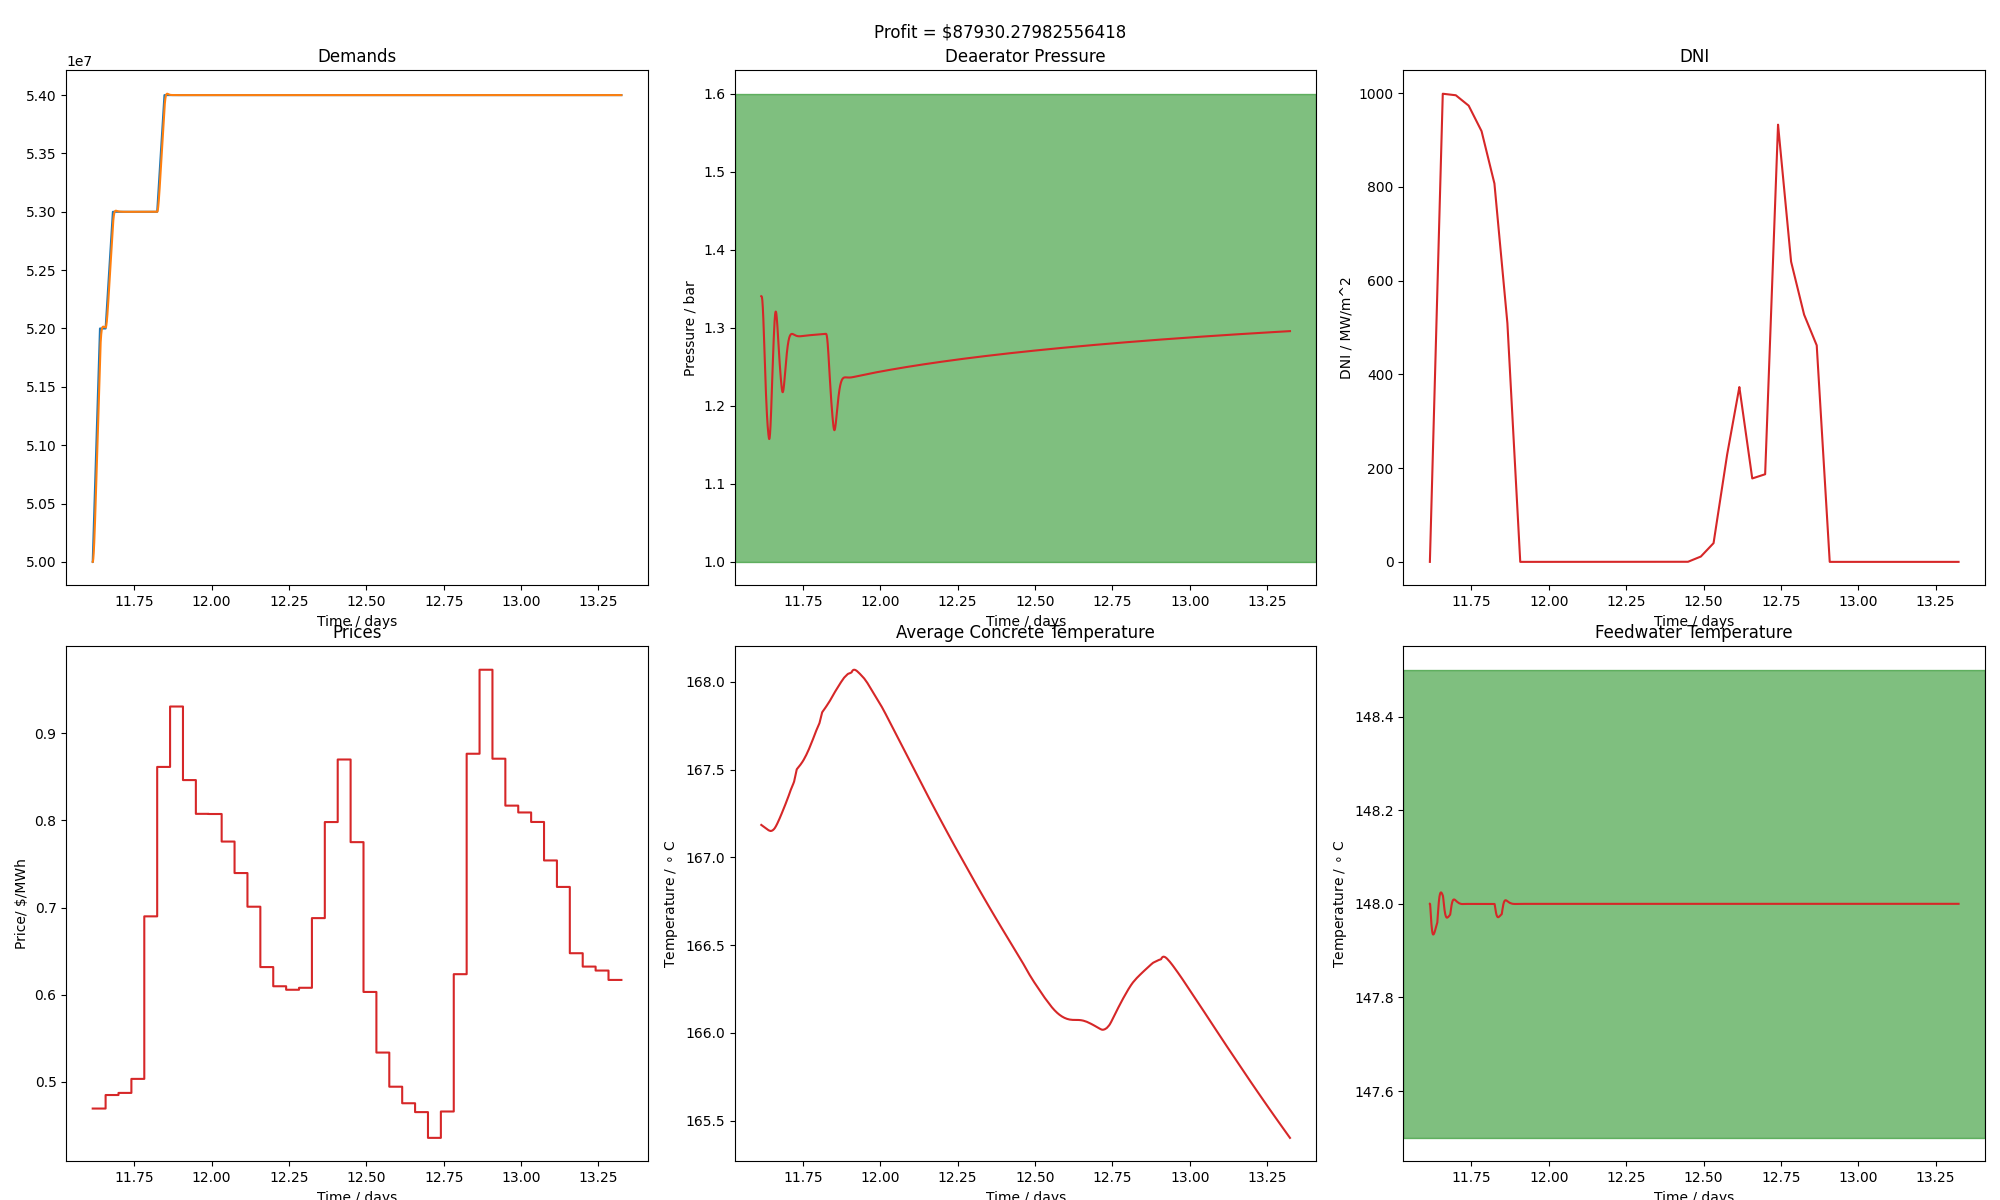 Profit = $87930.27982556418
Demands
1e7
5.40
5.35
5.30
5.25
5.20
5.15
5.10
5.05
5.00
11.75 12.00 12.25 12.50 12.75 13.00 13.25
Time / days
Deaerator Pressure
Pressure / bar
1.6
1.5
1.4
1.3
1.2
1.1
1.0
11.75 12.00 12.25 12.50 12.75 13.00 13.25
Time / days
DNI
DNI / MW/m^2
1000
800
600
400
200
0
11.75 12.00 12.25 12.50 12.75 13.00 13.25
Time / days
Prices
Price/ $/MWh
0.9
0.8
0.7
0.6
0.5
11.75 12.00 12.25 12.50 12.75 13.00 13.25
Time / days
Average Concrete Temperature
Temperature / ∘ C
168.0
167.5
167.0
166.5
166.0
165.5
11.75 12.00 12.25 12.50 12.75 13.00 13.25
Time / days
Feedwater Temperature
Temperature / ∘ C
148.4
148.2
148.0
147.8
147.6
11.75 12.00 12.25 12.50 12.75 13.00 13.25
Time / days